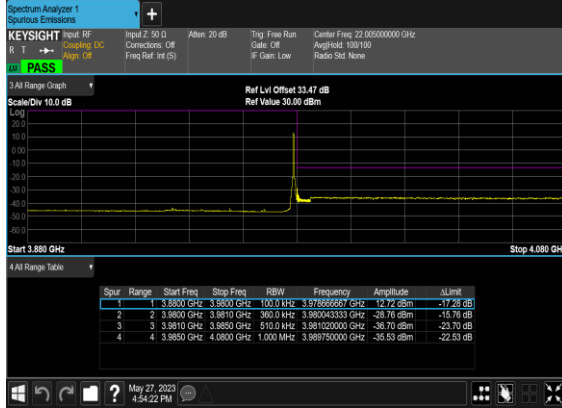 Spectrum Analyzer 1
Spurious Emissions
+
KEYSIGHT Input: RF Input Z: 50 Ω Atten: 20 dB Trig: Free Run Center Freq: 22.005000000 GHz
R T Coupling: DC Corrections: Off Gate: Off Avg|Hold: 100/100
Align: Off Freq Ref: Int (S) IF Gain: Low Radio Std: None
PASS
3 All Range Graph Ref Lvl Offset 33.47 dB
Scale/Div 10.0 dB Ref Value 30.00 dBm
Log
20.0
10.0
0.00
-10.0
-20.0
-30.0
-40.0
-50.0
-60.0
Start 3.880 GHz Stop 4.080 GH
4 All Range Table
Spur Range Start Freq Stop Freq RBW Frequency Amplitude ΔLimit
1 1 3.8800 GHz 3.9800 GHz 100.0 kHz 3.978666667 GHz 12.72 dBm -17.28 dB
2 2 3.9800 GHz 3.9810 GHz 360.0 kHz 3.980043333 GHz -28.76 dBm -15.76 dB
3 3 3.9810 GHz 3.9850 GHz 510.0 kHz 3.981020000 GHz -36.70 dBm -23.70 dB
4 4 3.9850 GHz 4.0800 GHz 1.000 MHz 3.989750000 GHz -35.53 dBm -22.53 dB
? May 27, 2023
4:54:22 PM